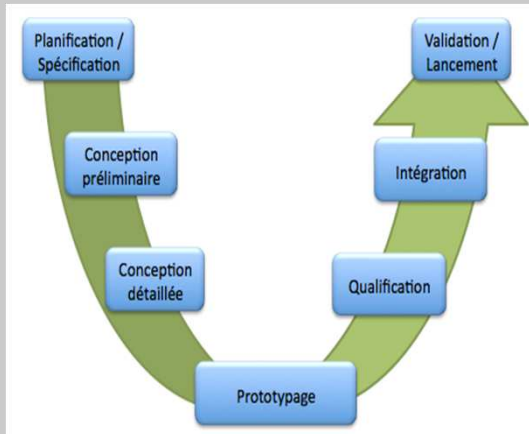 Planification /
Spécification
Conception
préliminaire
Conception
détaillée
Prototypage
Qualification
Intégration
Validation /
Lancement